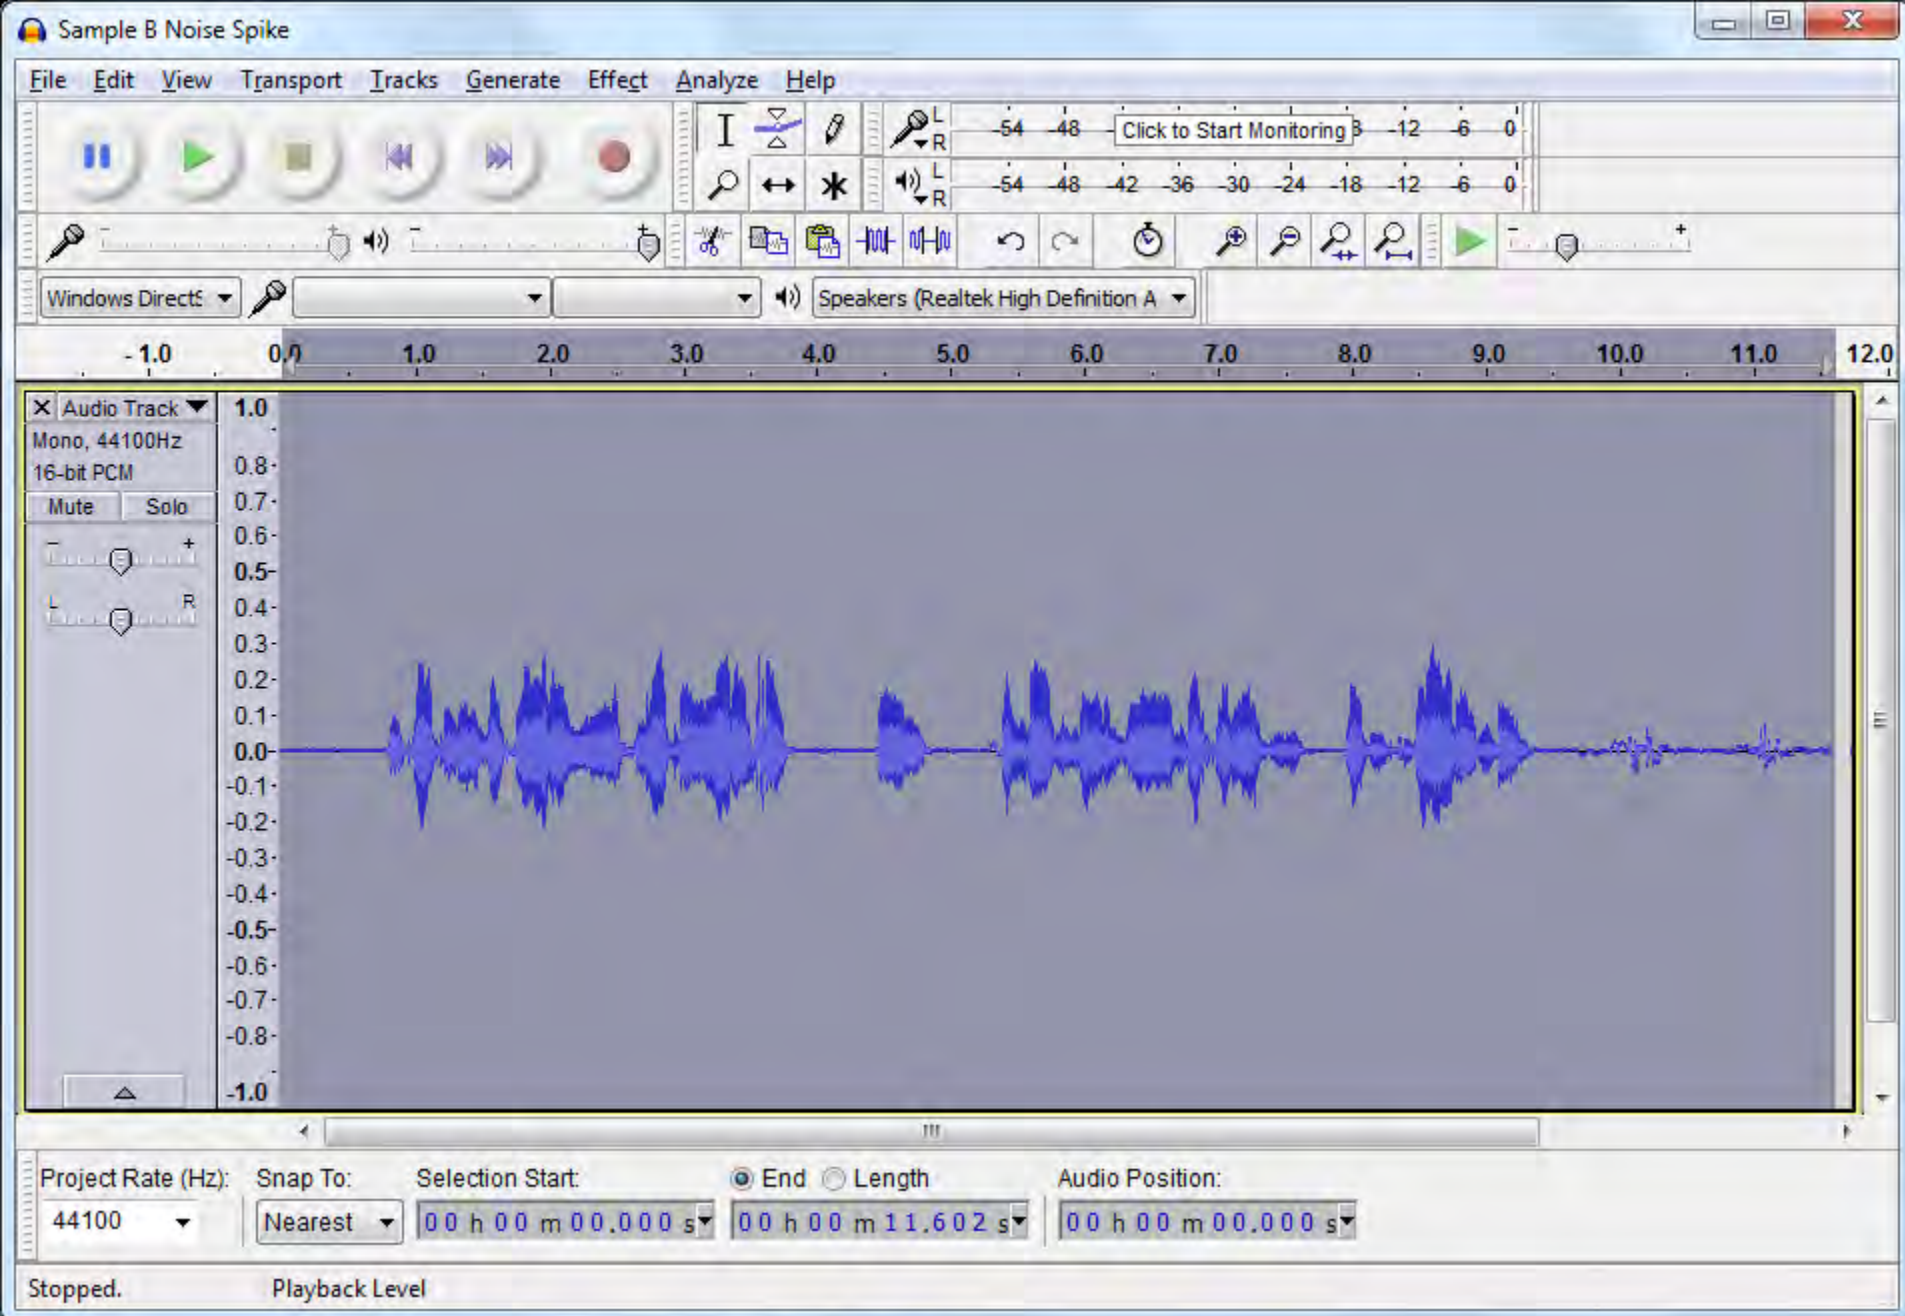 Sample B Noise Spike
File Edit View Transport Tracks Generate Effect Analyze Help
L
R
-54 -48 - Click to Start Monitoring 8 -12 -6 0
L
R
-54 -48 -42 -36 -30 -24 -18 -12 -6 0
- + - + - +
Windows DirectS
Speakers (Realtek High Definition A
- 1.0 0.0 1.0 2.0 3.0 4.0 5.0 6.0 7.0 8.0 9.0 10.0 11.0 12.0
X Audio Track
Mono, 44100Hz
16-bit PCM
Mute Solo
- +
L R
1.0
0.8
0.7
0.6
0.5
0.4
0.3
0.2
0.1
0.0
-0.1
-0.2
-0.3
-0.4
-0.5
-0.6
-0.7
-0.8
-1.0
Project Rate (Hz): Snap To: Selection Start: End Length Audio Position:
44100 Nearest 00 h 00 m 00.000 s 00 h 00 m 11.602 s 00 h 00 m 00.000 s
Stopped. Playback Level